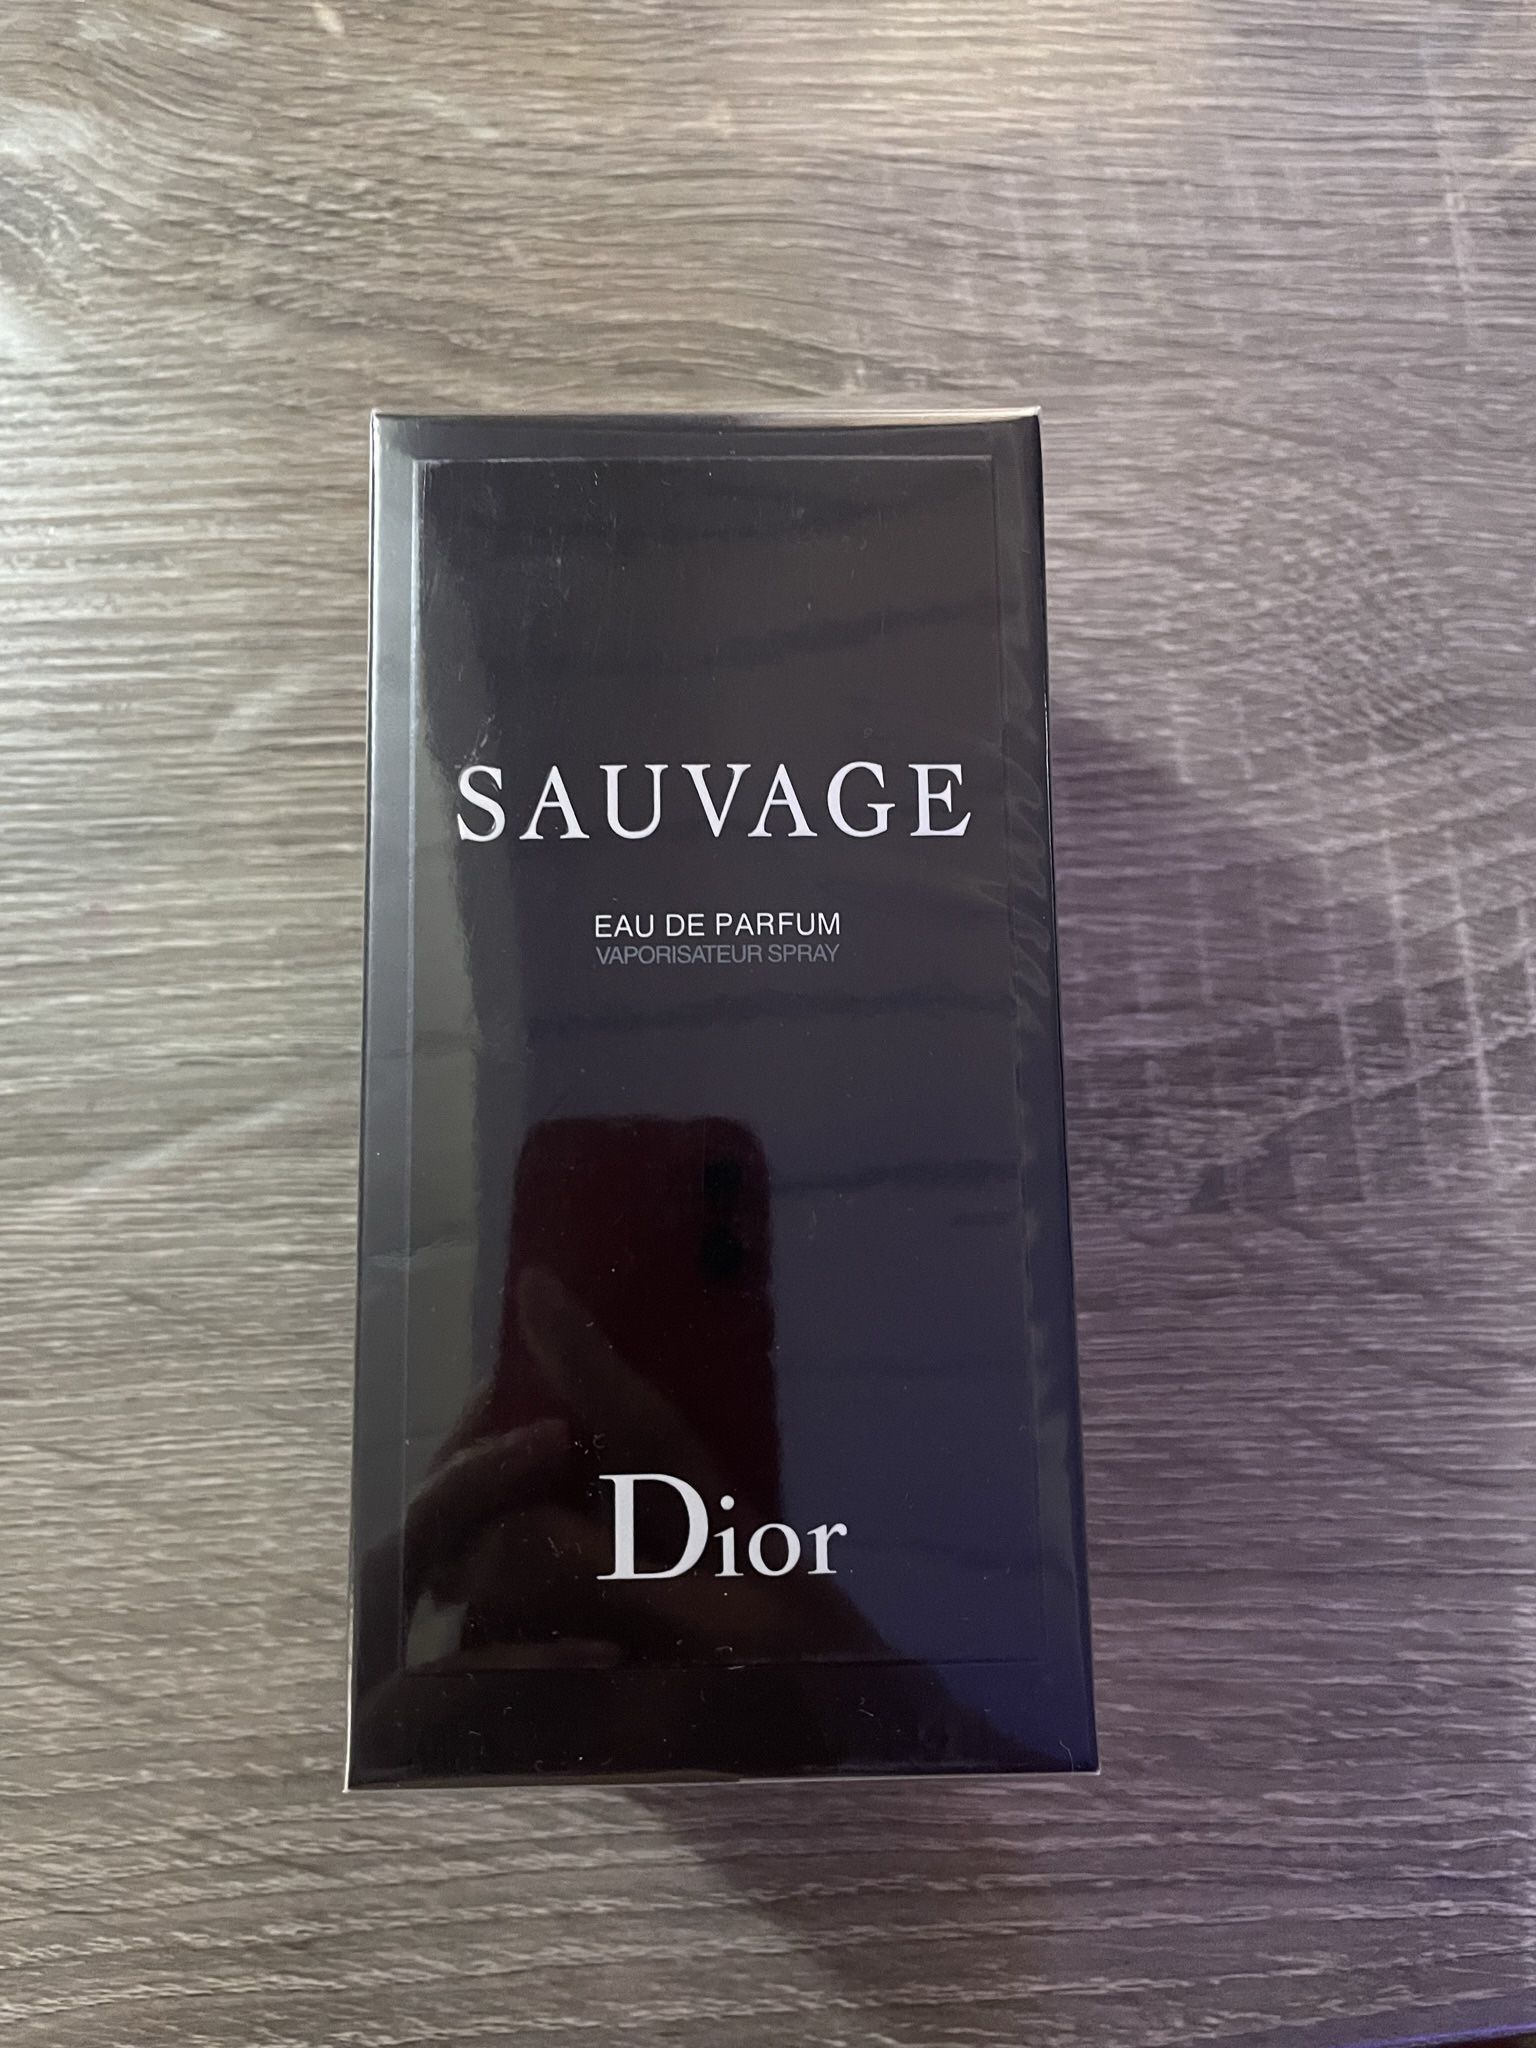 SAUVAGE
EAU DE PARFUM
VAPORISATEUR SPRAY
Dior